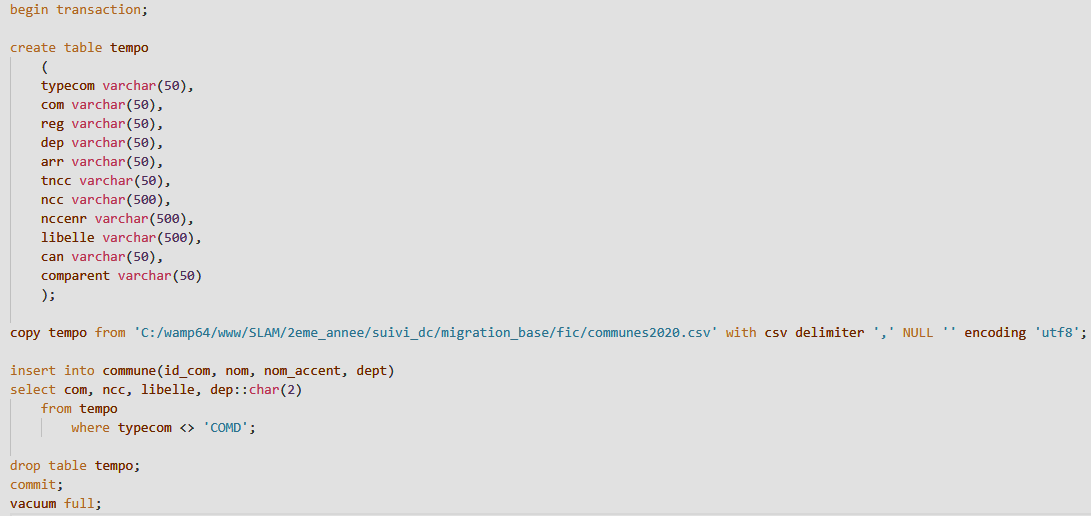 begin transaction;
create table tempo
(
typecom varchar(50),
com varchar(50),
reg varchar(50),
dep varchar(50),
arr varchar(50),
tncc varchar(50),
ncc varchar(500),
nccenr varchar(500),
libelle varchar(500),
can varchar(50),
comparent varchar(50)
);
copy tempo from 'C:/wamp64/www/SLAM/2eme_annee/suivi_dc/migration_base/fic/communes2020.csv' with csv delimiter ',' NULL '' encoding 'utf8';
insert into commune(id_com, nom, nom_accent, dept)
select com, ncc, libelle, dep::char(2)
from tempo
where typecom <> 'COMD';
drop table tempo;
commit;
vacuum full;